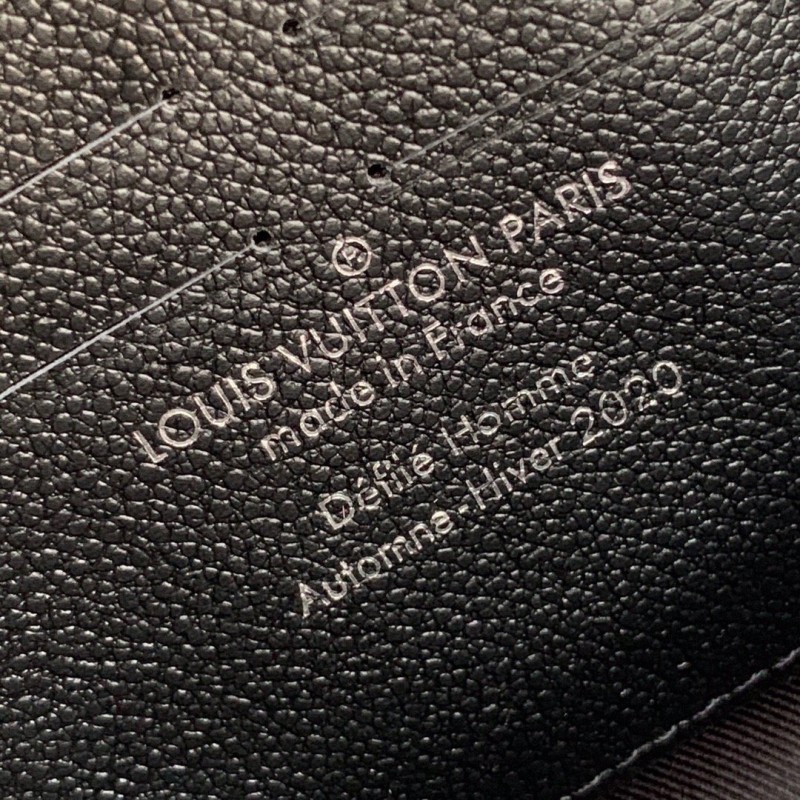 ®
LOUIS VUITTON PARIS
made in France
Défilé Homme
Automne-Hiver 2020